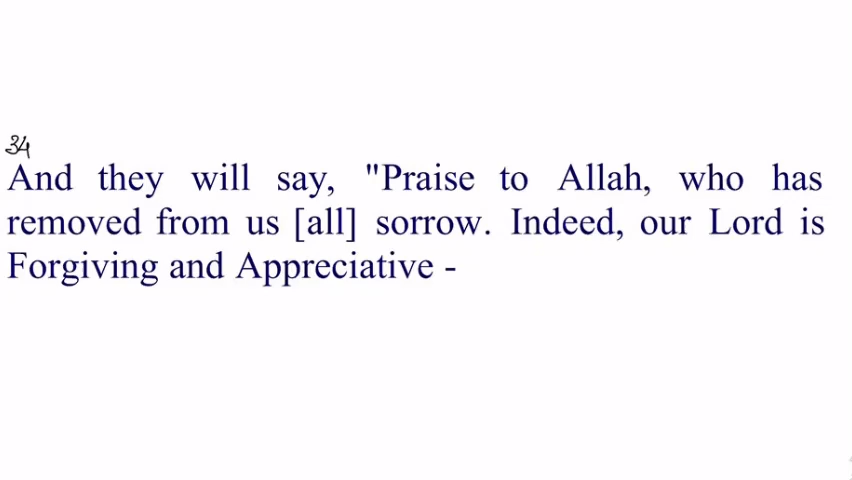 34
And they will say, "Praise to Allah, who has
removed from us [all] sorrow. Indeed, our Lord is
Forgiving and Appreciative -